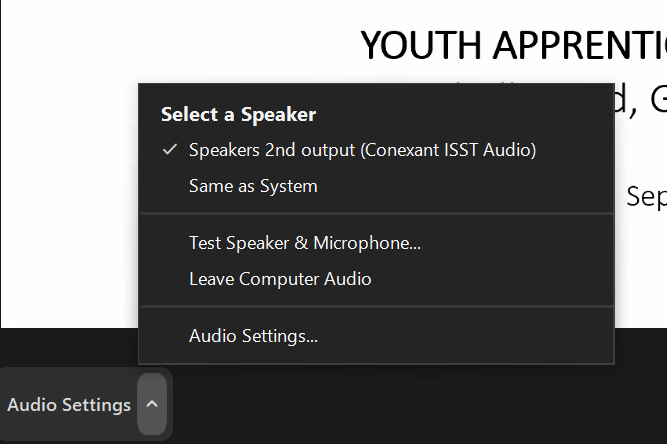 YOUTH APPRENTI
d, G
Select a Speaker
Speakers 2nd output (Conexant ISST Audio)
Same as System
Sep
Test Speaker & Microphone...
Leave Computer Audio
Audio Settings...
Audio Settings